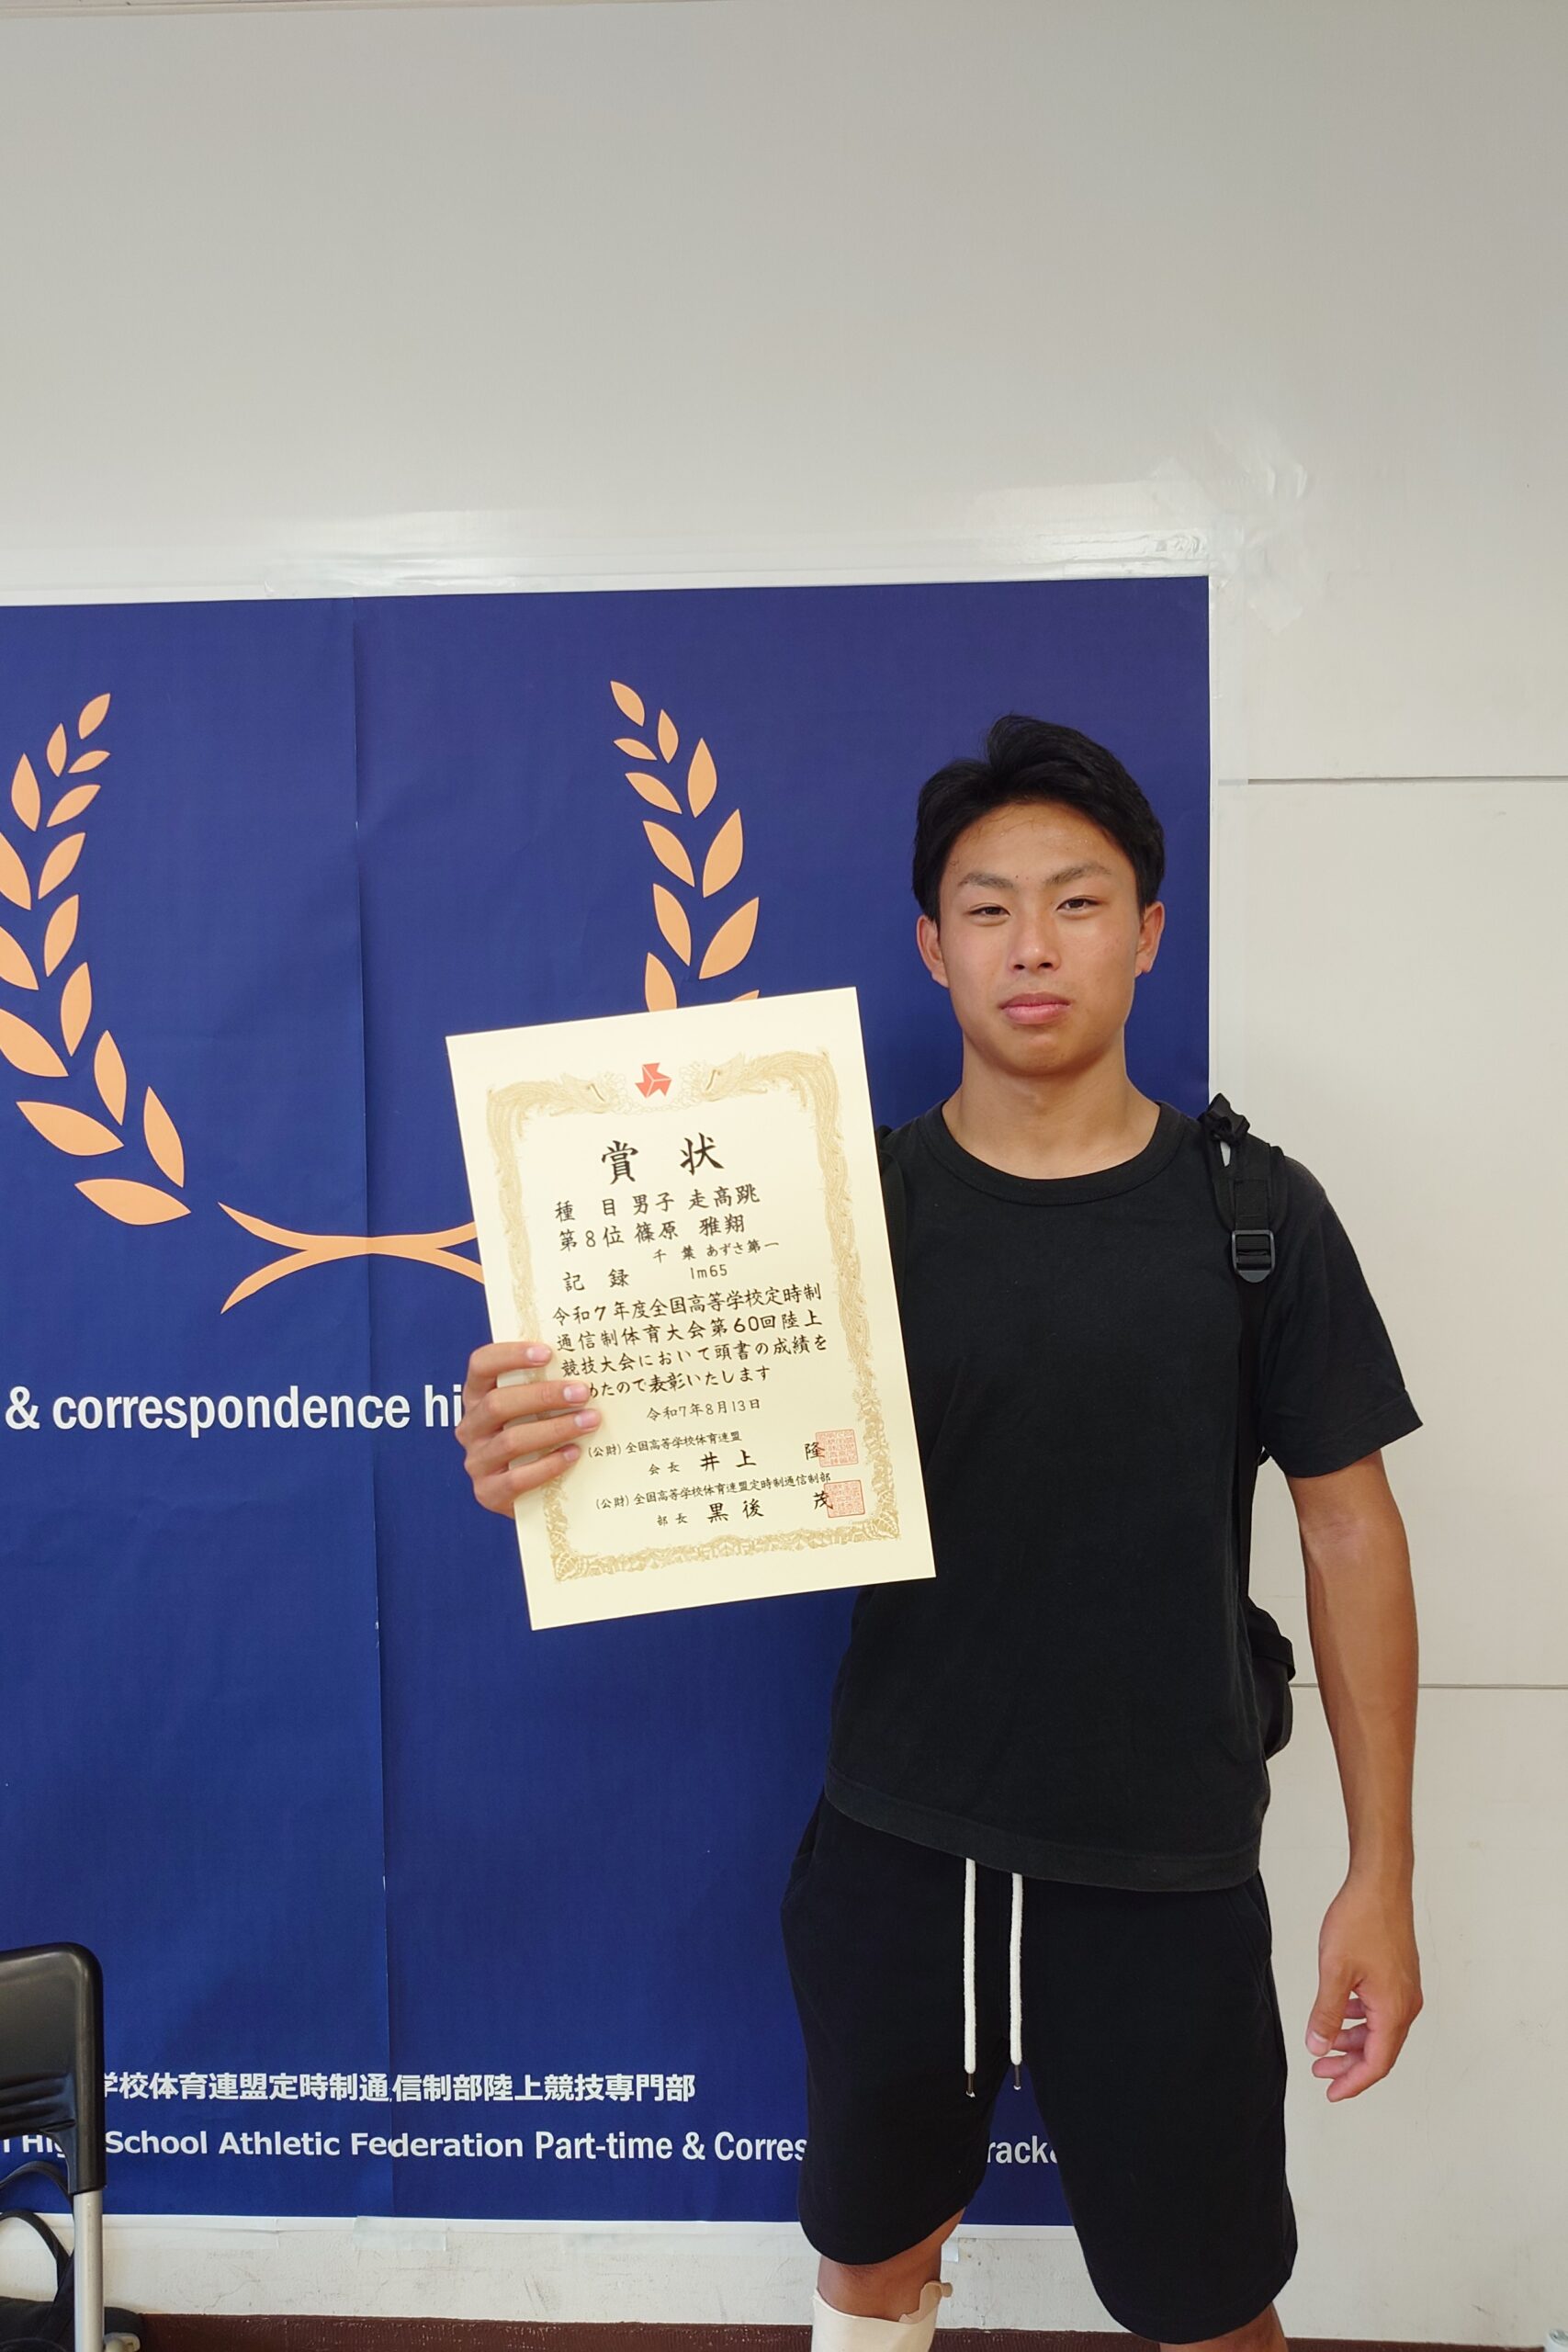 賞 状
種 目 男子 走高跳
第8位 篠原 雅翔
千 葉 あずさ第一
記 録 1m65
令和7年度全国高等学校定時制
通信制体育大会第60回陸上
競技大会において頭書の成績を
めたので表彰いたします
令和7年8月13日
(公財) 全国高等学校体育連盟
会 長 井 上 隆
(公財) 全国高等学校体育連盟定時制通信制部
部 長 黒 後 茂
& correspondence hi
学校体育連盟定時制通信制部陸上競技専門部
School Athletic Federation Part-time & Corres